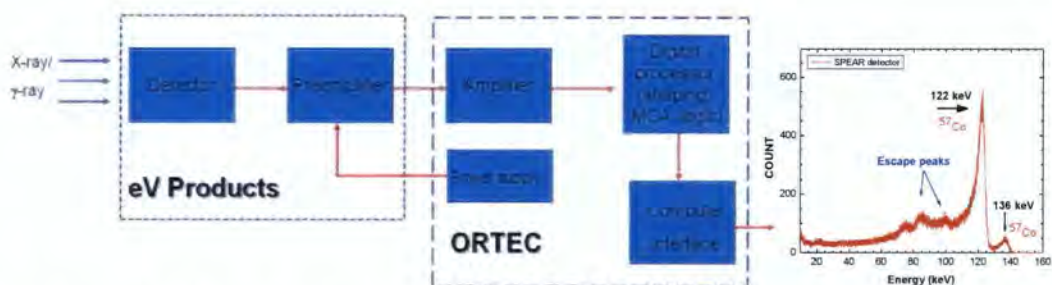 X-ray/
γ-ray
Detector
Preamplifier
eV Products
Amplifier
Power supply
ORTEC
Digital
processor
(shaping,
MCA, logic)
Computer
interface
SPEAR detector
COUNT
600
400
200
0
122 keV
57Co
Escape peaks
136 keV
57Co
20 40 60 80 100 120 140 160
Energy (keV)